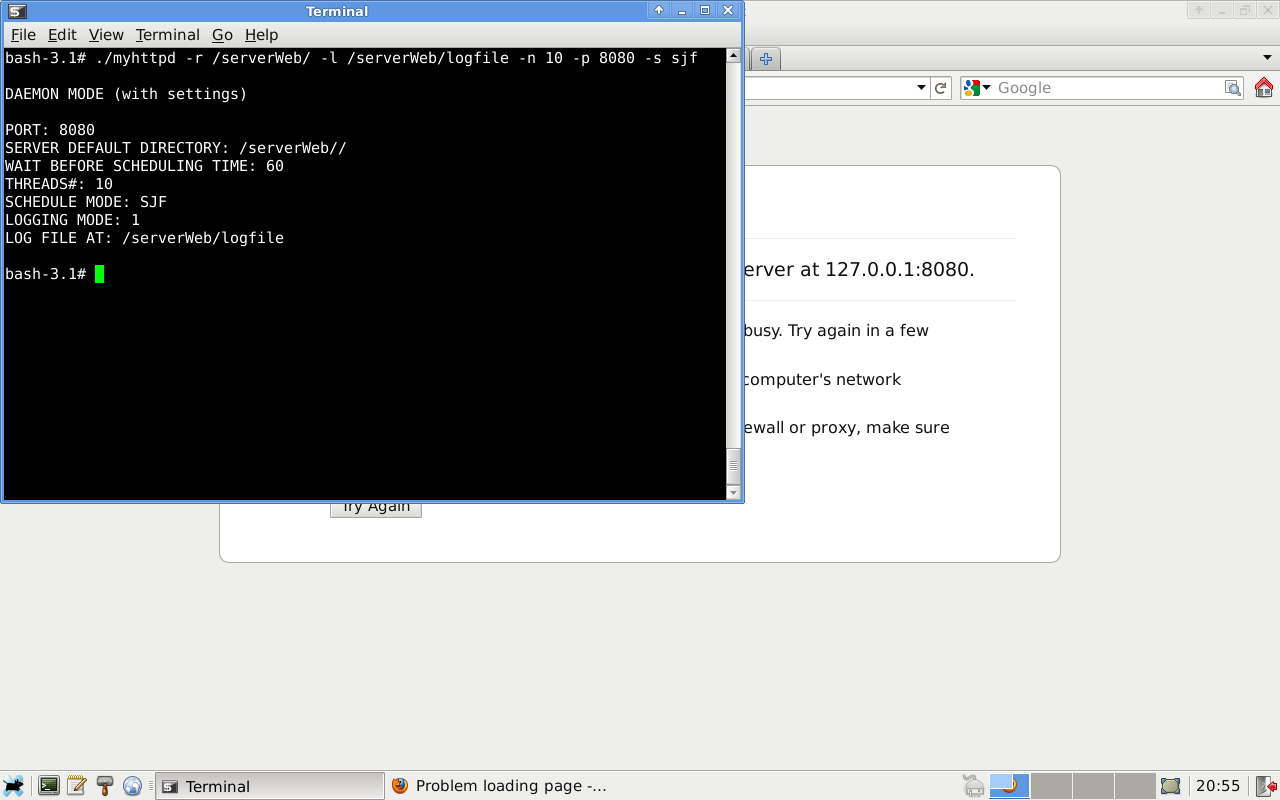 Terminal
File Edit View Terminal Go Help
bash-3.1# ./myhttpd -r /serverWeb/ -l /serverWeb/logfile -n 10 -p 8080 -s sjf
DAEMON MODE (with settings)
PORT: 8080
SERVER DEFAULT DIRECTORY: /serverWeb//
WAIT BEFORE SCHEDULING TIME: 60
THREADS#: 10
SCHEDULE MODE: SJF
LOGGING MODE: 1
LOG FILE AT: /serverWeb/logfile
bash-3.1#
Google
erver at 127.0.0.1:8080.
busy. Try again in a few
computer's network
ewall or proxy, make sure
Try Again
Terminal
Problem loading page -...
20:55